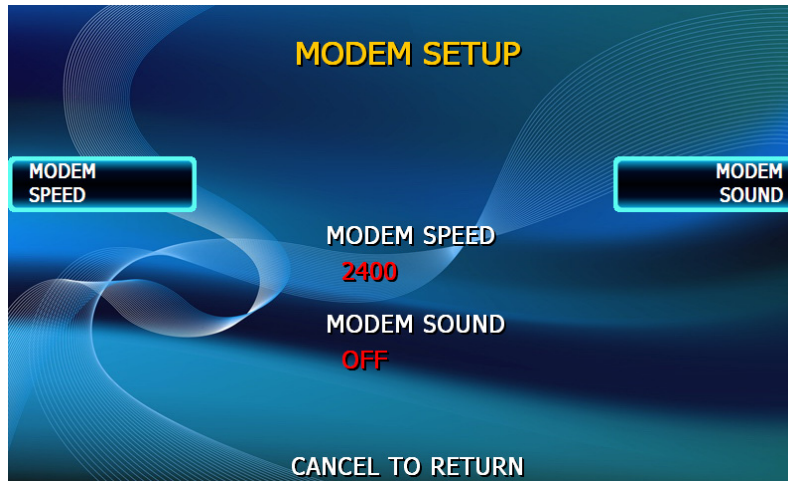 MODEM SETUP
MODEM
SPEED
MODEM
SOUND
MODEM SPEED
2400
MODEM SOUND
OFF
CANCEL TO RETURN